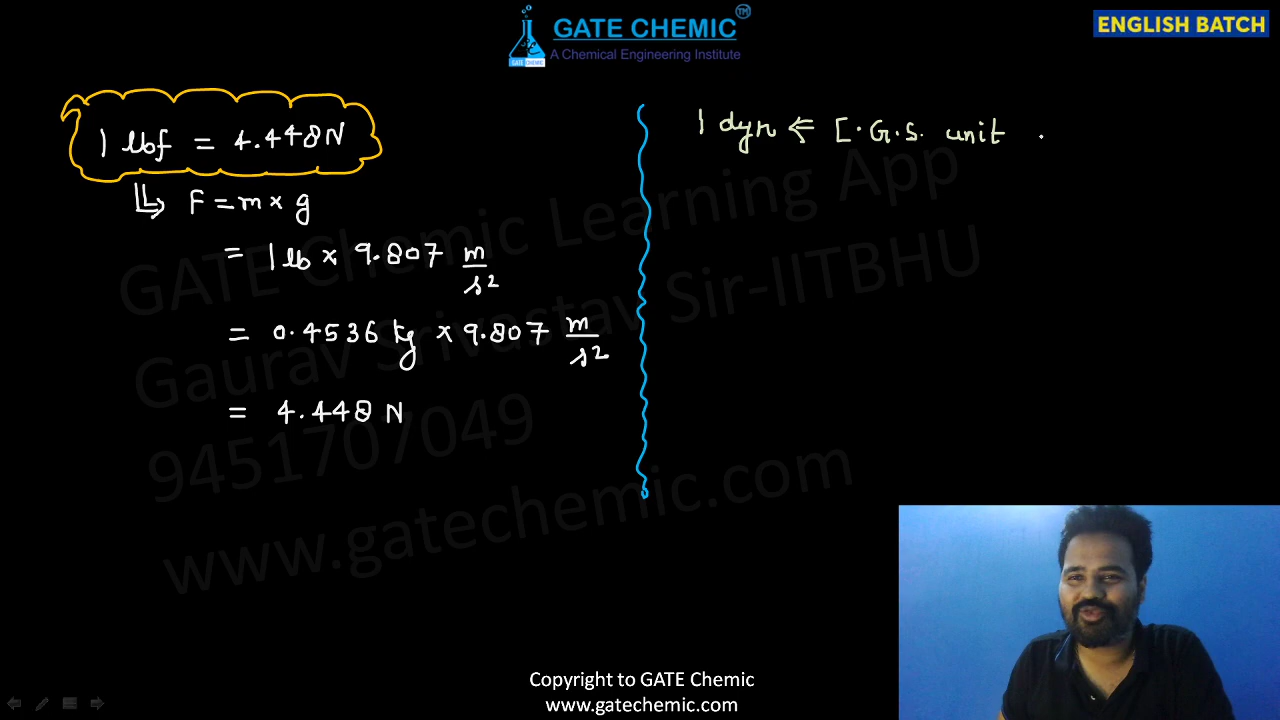 GATE CHEMIC™
A Chemical Engineering Institute
GATE CHEMIC
ENGLISH BATCH
1 lbf = 4.448N
F = m × g
= 1 lb × 9.807 m/s²
= 0.4536 kg × 9.807 m/s²
= 4.448 N
1 dyn ⇐ C.G.S. unit .
GATE Chemic Learning App
Gaurav Srivastav Sir-IITBHU
9451707049
www.gatechemic.com
Copyright to GATE Chemic
www.gatechemic.com